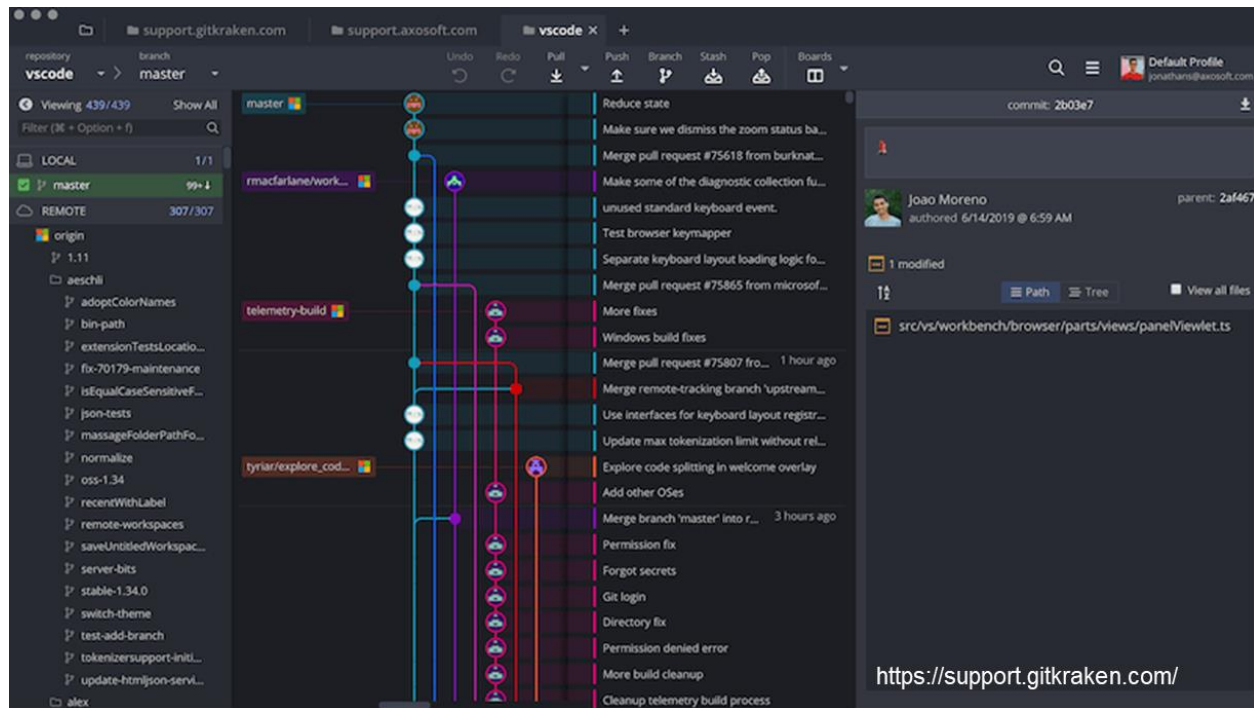 support.gitkraken.com
support.axosoft.com
vscode
repository
vscode
branch
master
Undo
Redo
Pull
Push
Branch
Stash
Pop
Boards
Default Profile
jonathans@axosoft.com
Viewing 439/439
Show All
Filter (⌘ + Option + f)
LOCAL
1/1
master
99+
REMOTE
307/307
origin
1.11
aeschli
adoptColorNames
bin-path
extensionTestsLocatio...
fix-70179-maintenance
isEqualCaseSensitiveF...
json-tests
massageFolderPathFo...
normalize
oss-1.34
recentWithLabel
remote-workspaces
saveUntitledWorkspac...
server-bits
stable-1.34.0
switch-theme
test-add-branch
tokenizersupport-initi...
update-htmljson-servi...
alex
master
rmacfarlane/work...
telemetry-build
tyriar/explore_cod...
Reduce state
Make sure we dismiss the zoom status ba...
Merge pull request #75618 from burknat...
Make some of the diagnostic collection fu...
unused standard keyboard event.
Test browser keymapper
Separate keyboard layout loading logic fo...
Merge pull request #75865 from microsof...
More fixes
Windows build fixes
Merge pull request #75807 fro... 1 hour ago
Merge remote-tracking branch 'upstream...
Use interfaces for keyboard layout registr...
Update max tokenization limit without rel...
Explore code splitting in welcome overlay
Add other OSes
Merge branch 'master' into r... 3 hours ago
Permission fix
Forgot secrets
Git login
Directory fix
Permission denied error
More build cleanup
Cleanup telemetry build process
commit: 2b03e7
Joao Moreno
authored 6/14/2019 @ 6:59 AM
parent: 2af467
1 modified
Path
Tree
View all files
src/vs/workbench/browser/parts/views/panelViewlet.ts
https://support.gitkraken.com/